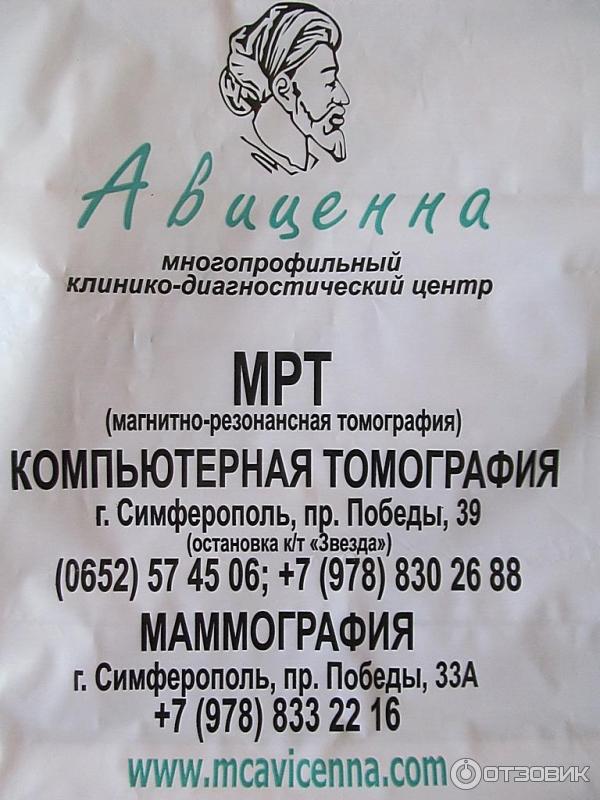 Авиценна
многопрофильный
клинико-диагностический центр
МРТ
(магнитно-резонансная томография)
КОМПЬЮТЕРНАЯ ТОМОГРАФИЯ
г. Симферополь, пр. Победы, 39
(остановка к/т «Звезда»)
(0652) 57 45 06; +7 (978) 830 26 88
МАММОГРАФИЯ
г. Симферополь, пр. Победы, 33А
+7 (978) 833 22 16
www.mcavicenna.com
ОТЗОВИК